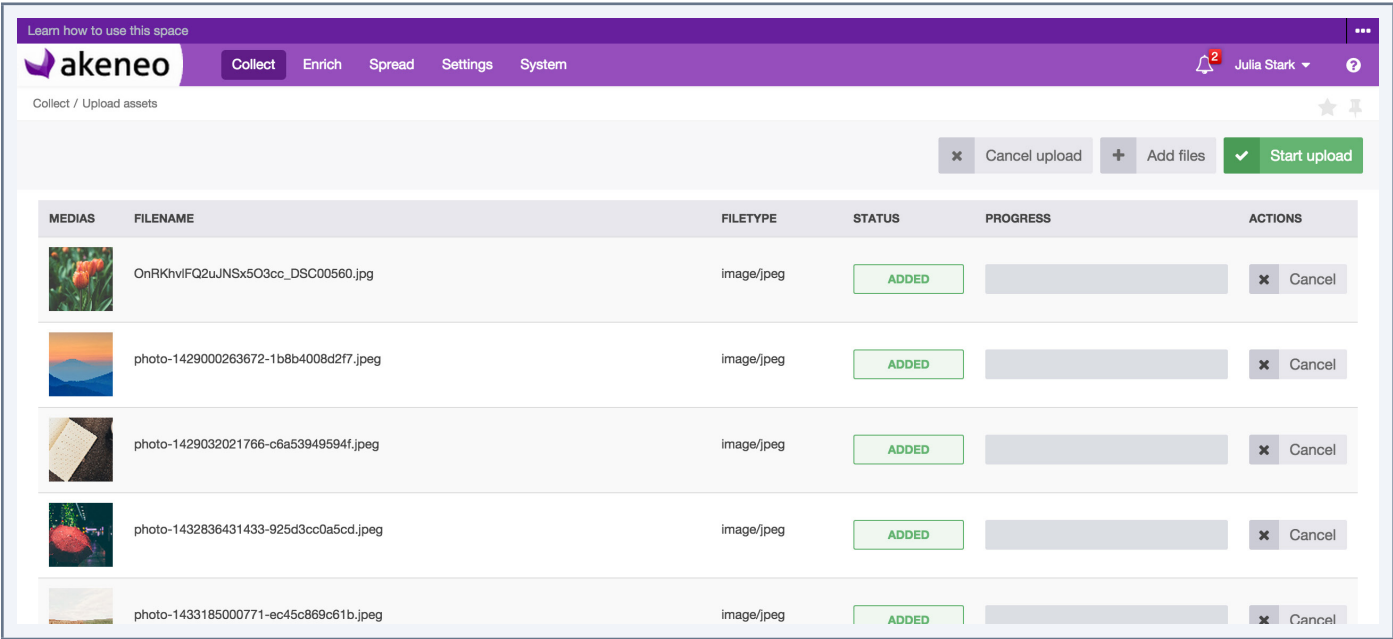 Learn how to use this space
akeneo Collect Enrich Spread Settings System 2 Julia Stark
Collect / Upload assets
Cancel upload Add files Start upload
MEDIAS FILENAME FILETYPE STATUS PROGRESS ACTIONS
OnRKhvlFQ2uJNSx5O3cc_DSC00560.jpg image/jpeg ADDED Cancel
photo-1429000263672-1b8b4008d2f7.jpeg image/jpeg ADDED Cancel
photo-1429032021766-c6a53949594f.jpeg image/jpeg ADDED Cancel
photo-1432836431433-925d3cc0a5cd.jpeg image/jpeg ADDED Cancel
photo-1433185000771-ec45c869c61b.jpeg image/jpeg ADDED Cancel